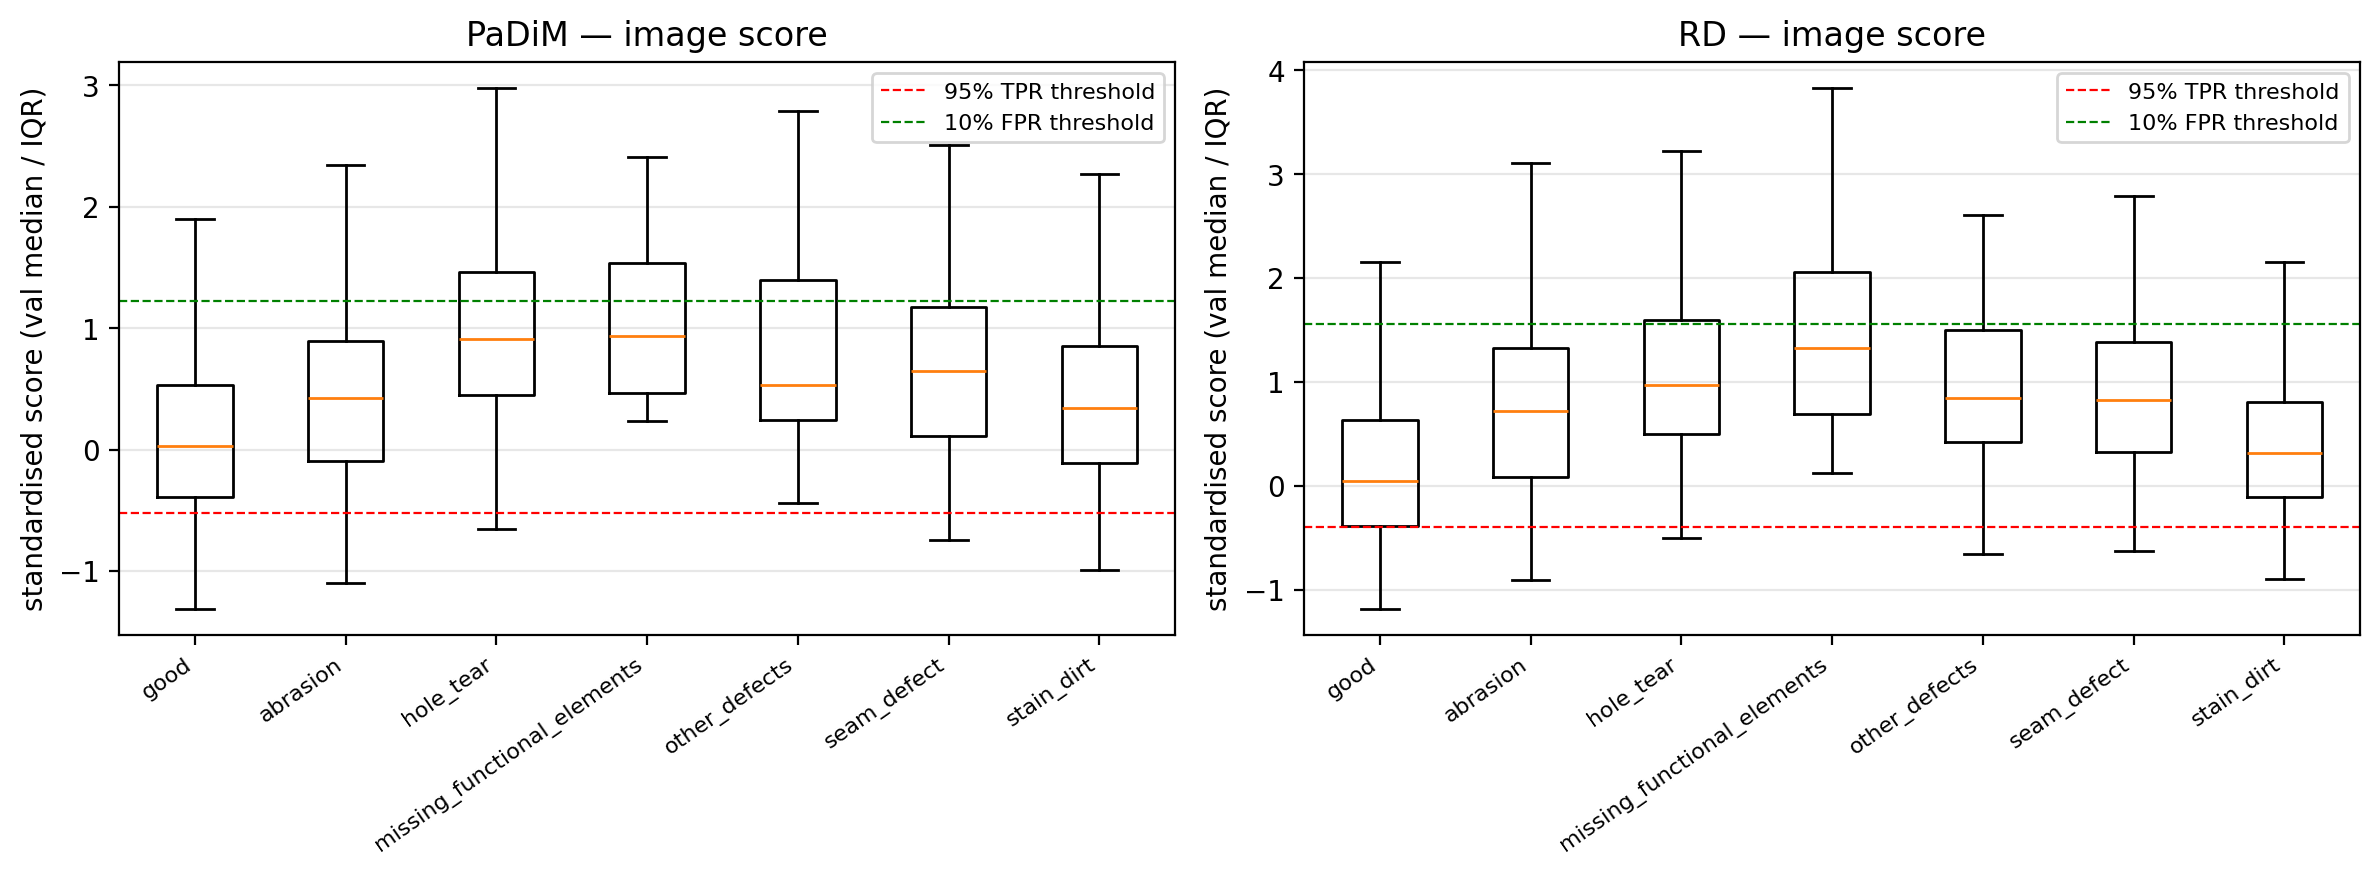 PaDiM — image score
standardised score (val median / IQR)
3
2
1
0
−1
95% TPR threshold
10% FPR threshold
good
abrasion
hole_tear
missing_functional_elements
other_defects
seam_defect
stain_dirt
RD — image score
standardised score (val median / IQR)
4
3
2
1
0
−1
95% TPR threshold
10% FPR threshold
good
abrasion
hole_tear
missing_functional_elements
other_defects
seam_defect
stain_dirt